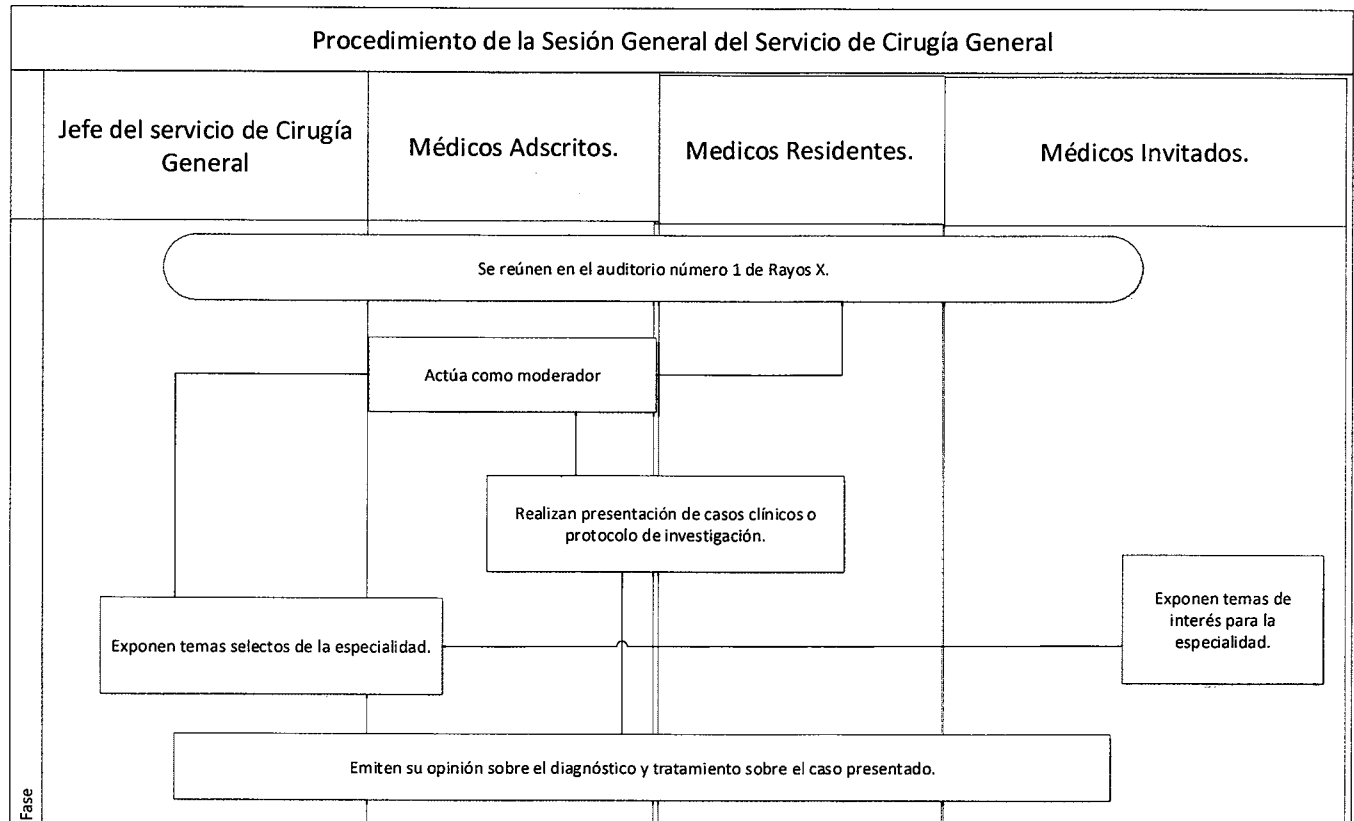 Procedimiento de la Sesión General del Servicio de Cirugía General
Jefe del servicio de Cirugía
General
Médicos Adscritos.
Medicos Residentes.
Médicos Invitados.
Se reúnen en el auditorio número 1 de Rayos X.
Actúa como moderador
Realizan presentación de casos clínicos o
protocolo de investigación.
Exponen temas selectos de la especialidad.
Exponen temas de
interés para la
especialidad.
Emiten su opinión sobre el diagnóstico y tratamiento sobre el caso presentado.
Fase